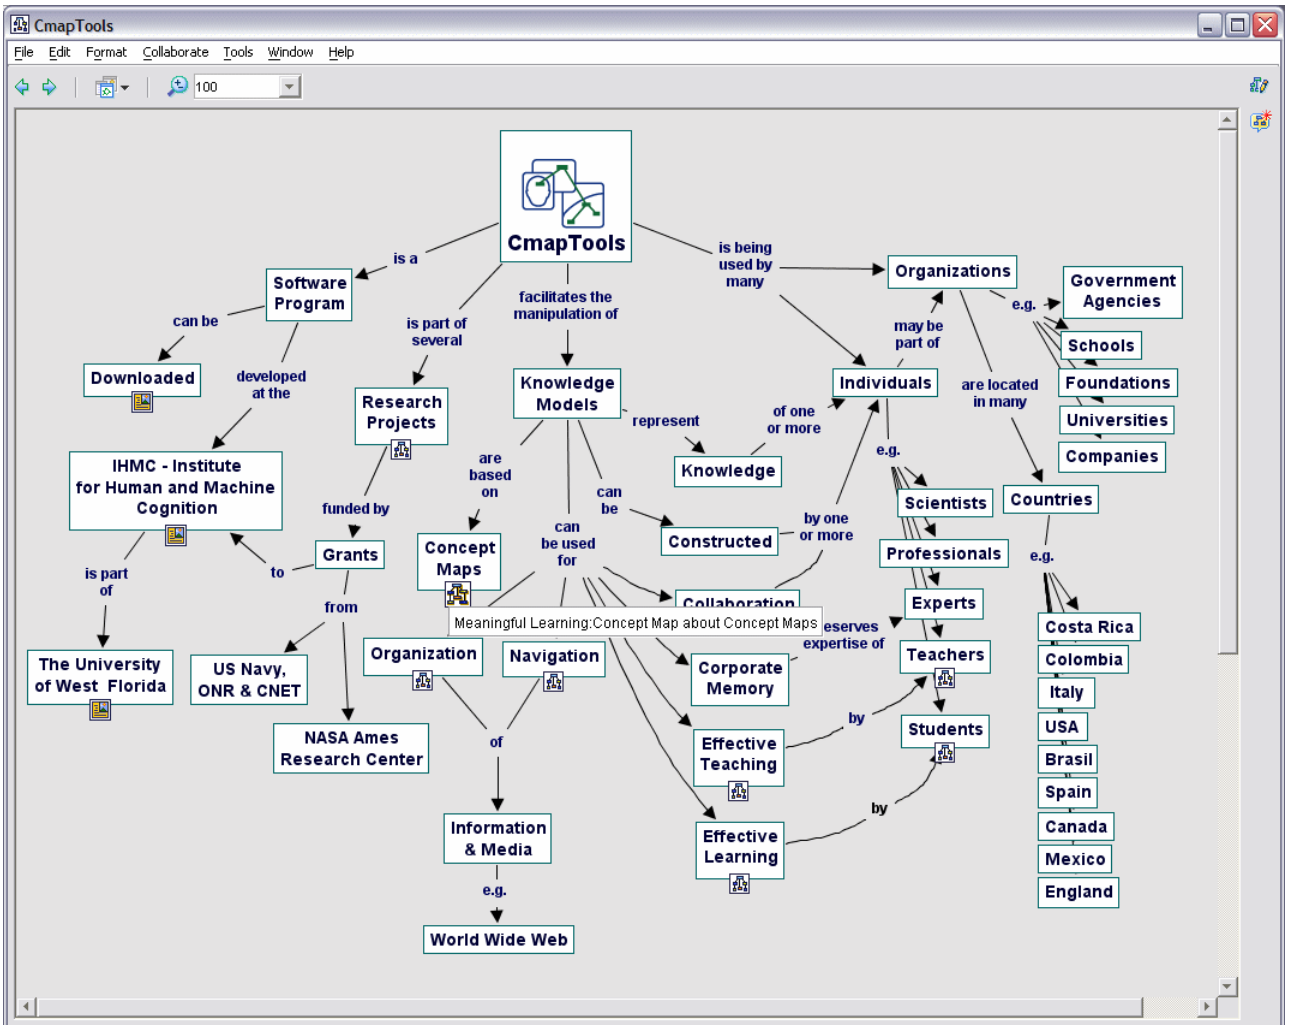 CmapTools
File Edit Format Collaborate Tools Window Help
100
CmapTools
is a
is being
used by
many
Organizations
Government
Agencies
e.g.
Software
Program
facilitates the
manipulation of
can be
is part of
several
may be
part of
Schools
Downloaded
developed
at the
Knowledge
Models
Individuals
are located
in many
Foundations
Research
Projects
represent
of one
or more
Universities
Companies
IHMC - Institute
for Human and Machine
Cognition
are
based
on
Knowledge
e.g.
can
be
Scientists
Countries
funded by
can
be used
for
by one
or more
Constructed
Grants
Concept
Maps
Professionals
e.g.
is part
of
to
from
Collaboration
Experts
Meaningful Learning:Concept Map about Concept Maps
expertise of
Costa Rica
The University
of West Florida
US Navy,
ONR & CNET
Organization
Navigation
Corporate
Memory
Teachers
Colombia
Italy
by
Students
USA
NASA Ames
Research Center
of
Effective
Teaching
Brasil
Spain
by
Information
& Media
Effective
Learning
Canada
Mexico
e.g.
England
World Wide Web